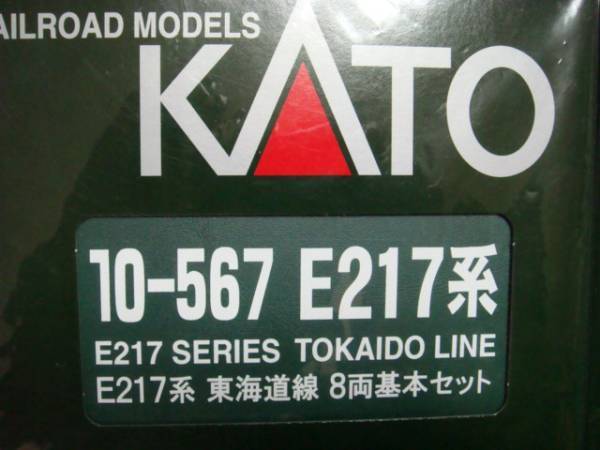 AILROAD MODELS
KATO
10-567 E217系
E217 SERIES TOKAIDO LINE
E217系 東海道線 8両基本セット